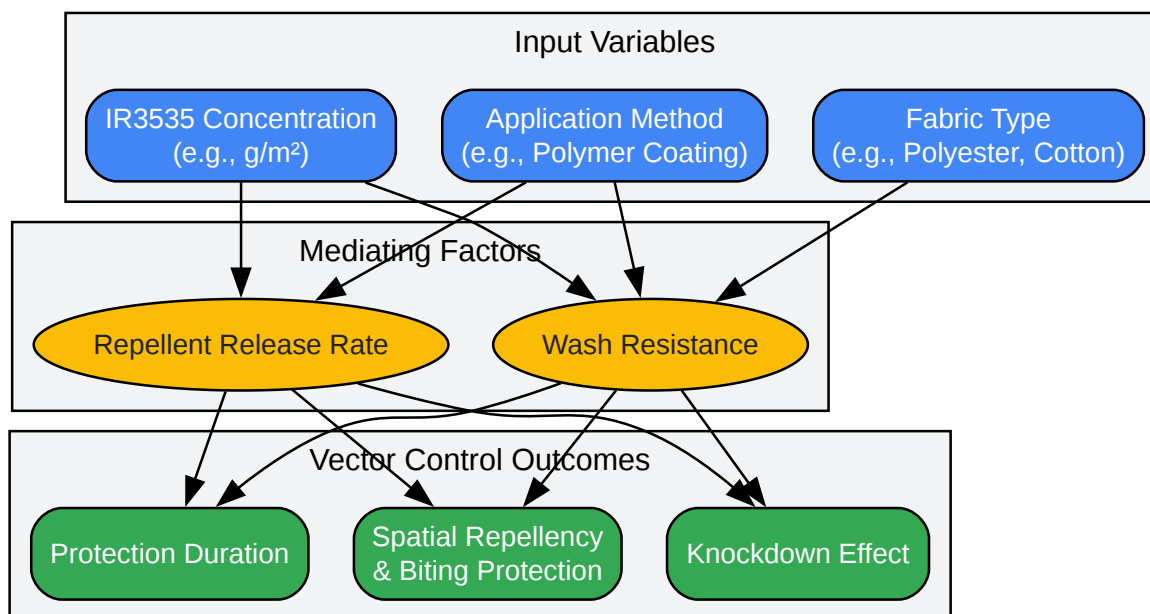 Input Variables
IR3535 Concentration
(e.g., g/m²)
Application Method
(e.g., Polymer Coating)
Fabric Type
(e.g., Polyester, Cotton)
Mediating Factors
Repellent Release Rate
Wash Resistance
Vector Control Outcomes
Protection Duration
Spatial Repellency
& Biting Protection
Knockdown Effect